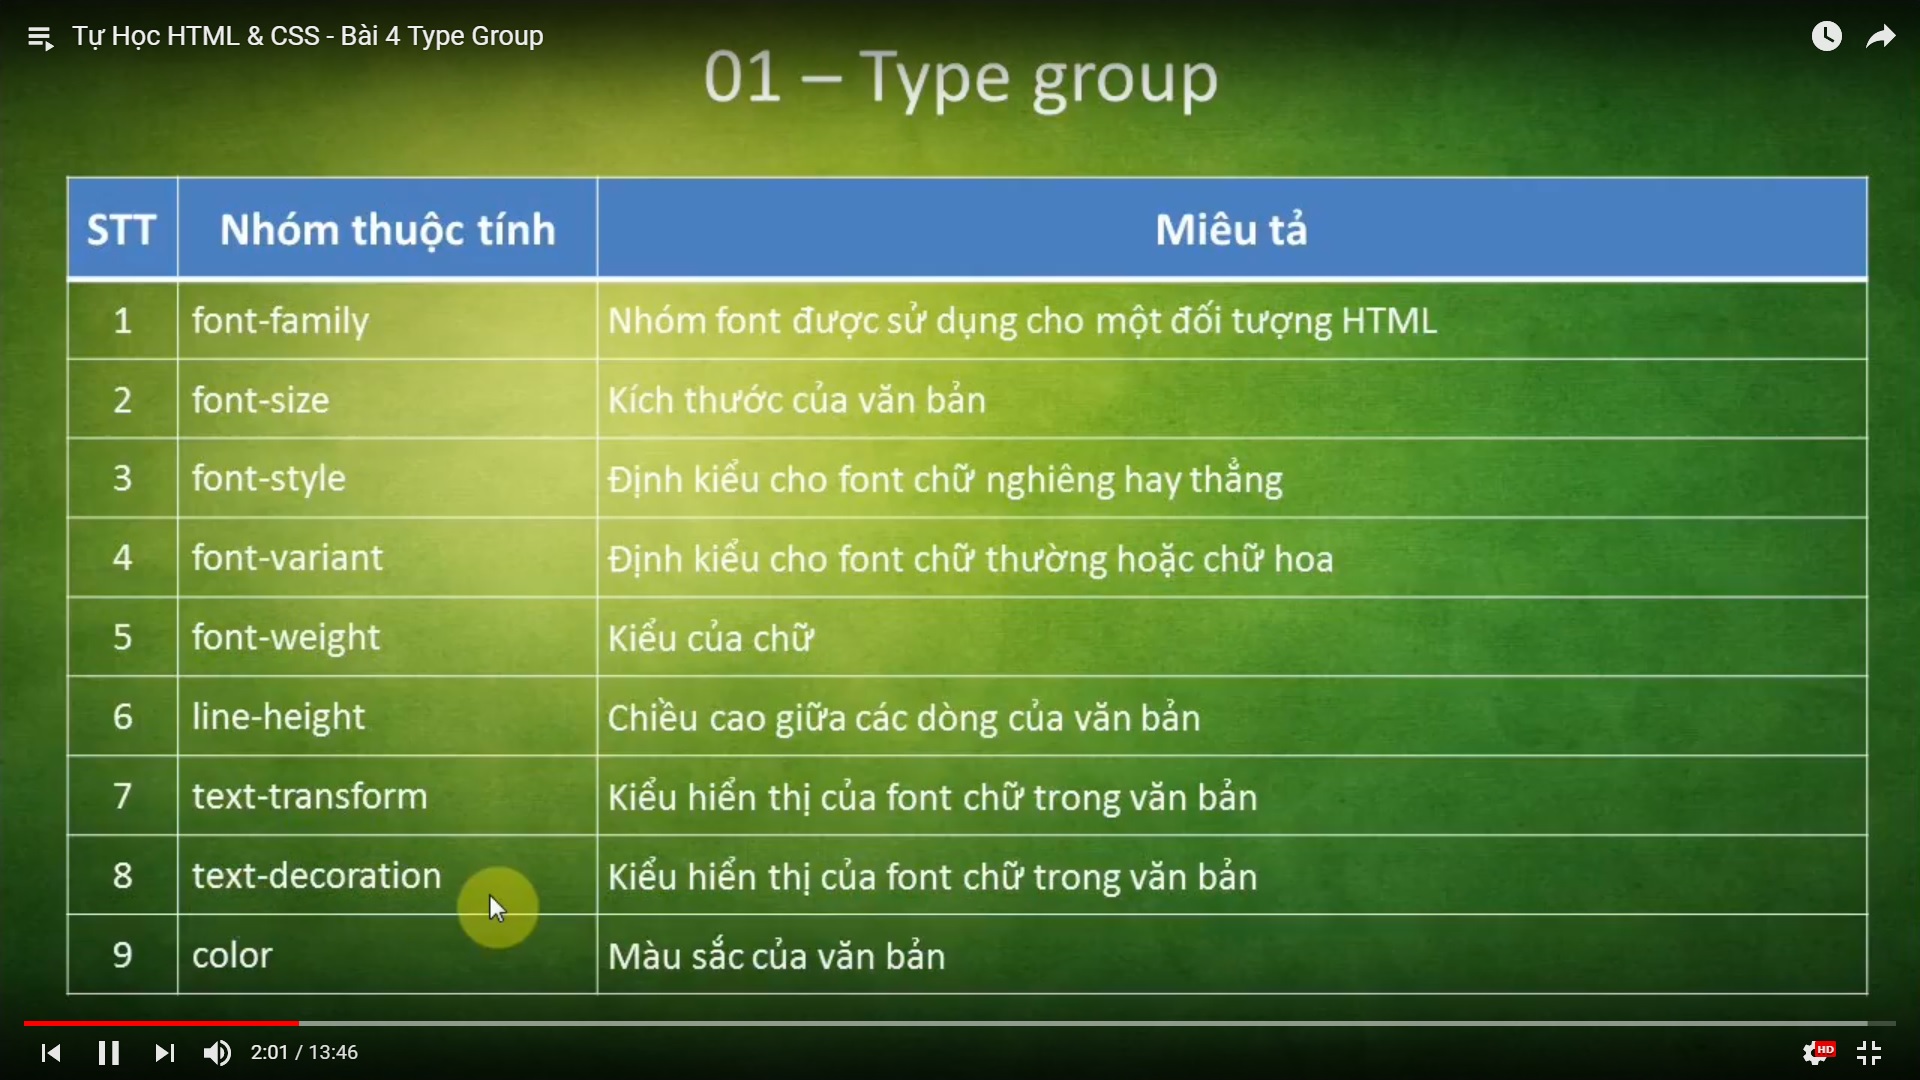 Tự Học HTML & CSS - Bài 4 Type Group
01 – Type group
STT Nhóm thuộc tính Miêu tả
1 font-family Nhóm font được sử dụng cho một đối tượng HTML
2 font-size Kích thước của văn bản
3 font-style Định kiểu cho font chữ nghiêng hay thẳng
4 font-variant Định kiểu cho font chữ thường hoặc chữ hoa
5 font-weight Kiểu của chữ
6 line-height Chiều cao giữa các dòng của văn bản
7 text-transform Kiểu hiển thị của font chữ trong văn bản
8 text-decoration Kiểu hiển thị của font chữ trong văn bản
9 color Màu sắc của văn bản
2:01 / 13:46
HD